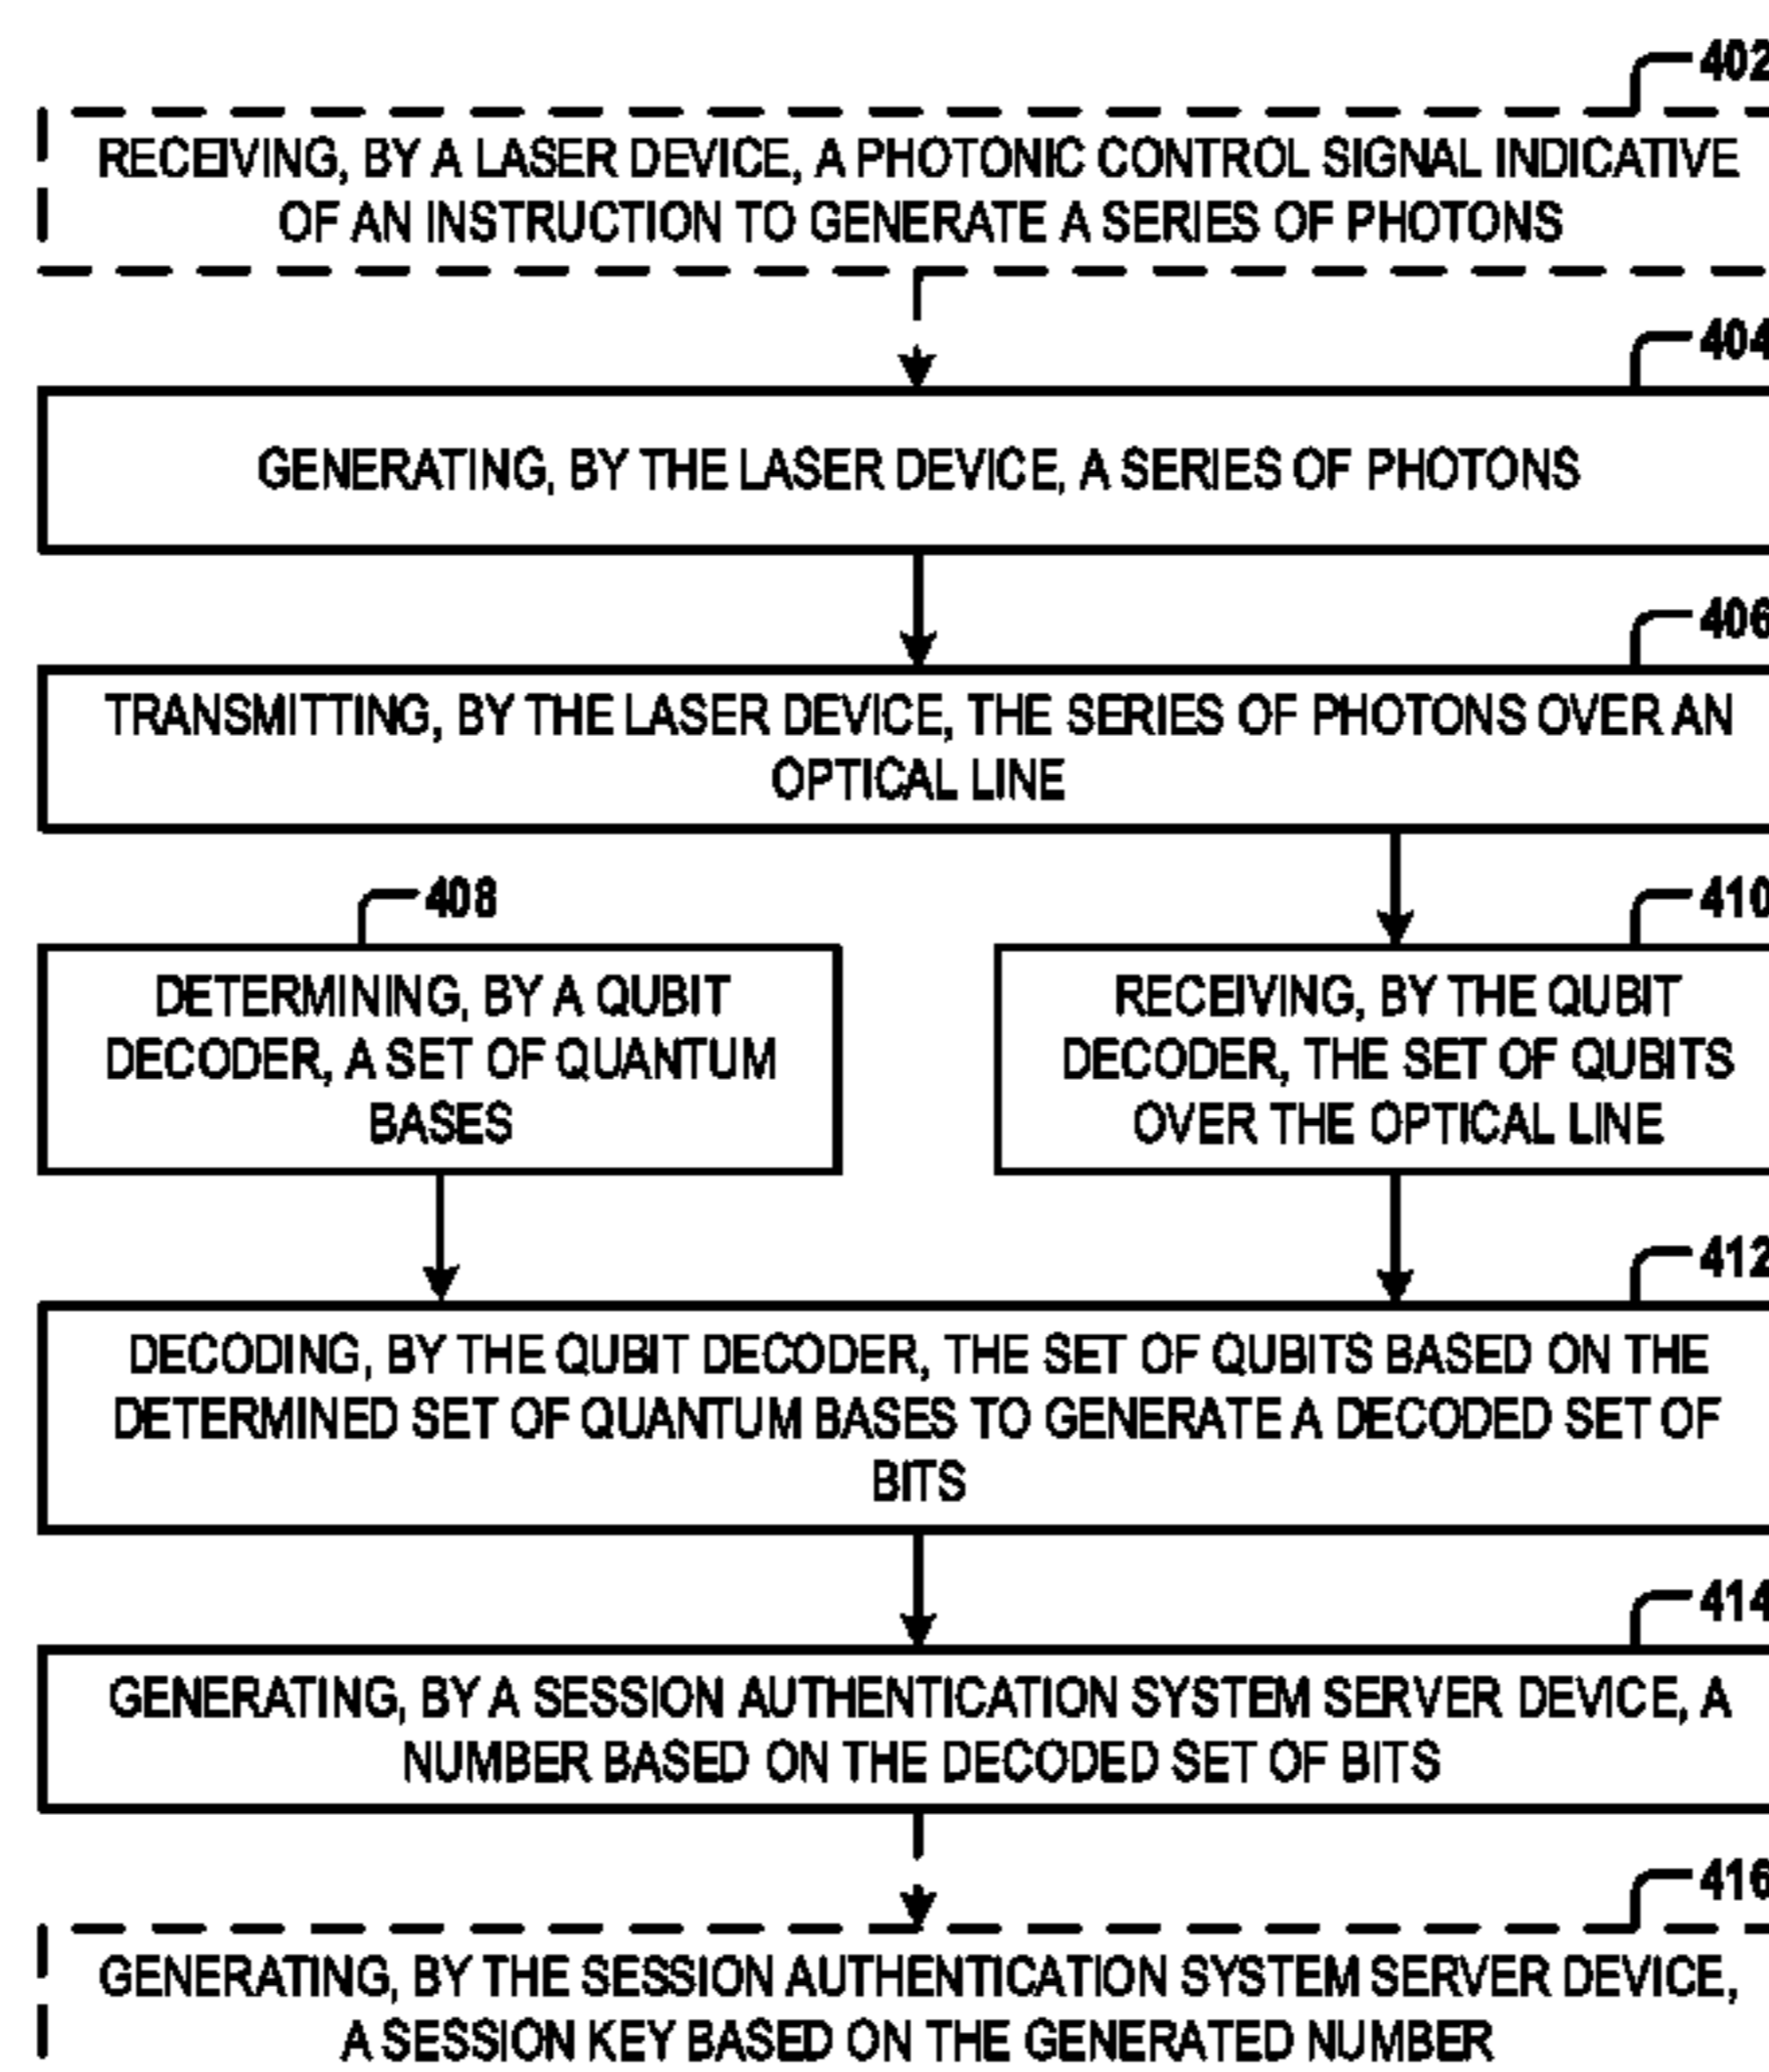 402
RECEIVING, BY A LASER DEVICE, A PHOTONIC CONTROL SIGNAL INDICATIVE
OF AN INSTRUCTION TO GENERATE A SERIES OF PHOTONS
404
GENERATING, BY THE LASER DEVICE, A SERIES OF PHOTONS
406
TRANSMITTING, BY THE LASER DEVICE, THE SERIES OF PHOTONS OVER AN
OPTICAL LINE
408
DETERMINING, BY A QUBIT
DECODER, A SET OF QUANTUM
BASES
410
RECEIVING, BY THE QUBIT
DECODER, THE SET OF QUBITS
OVER THE OPTICAL LINE
412
DECODING, BY THE QUBIT DECODER, THE SET OF QUBITS BASED ON THE
DETERMINED SET OF QUANTUM BASES TO GENERATE A DECODED SET OF
BITS
414
GENERATING, BY A SESSION AUTHENTICATION SYSTEM SERVER DEVICE, A
NUMBER BASED ON THE DECODED SET OF BITS
416
GENERATING, BY THE SESSION AUTHENTICATION SYSTEM SERVER DEVICE,
A SESSION KEY BASED ON THE GENERATED NUMBER